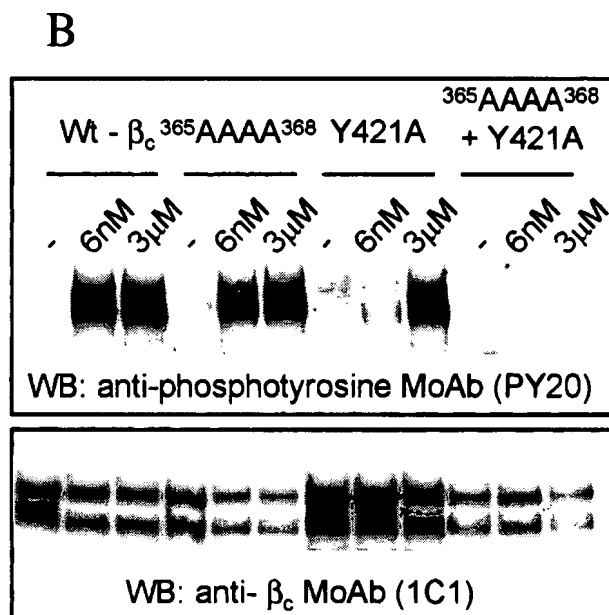 B
³⁶⁵AAAA³⁶⁸
Wt - βc ³⁶⁵AAAA³⁶⁸ Y421A + Y421A
- 6nM 3μM - 6nM 3μM - 6nM 3μM - 6nM 3μM
WB: anti-phosphotyrosine MoAb (PY20)
WB: anti- βc MoAb (1C1)